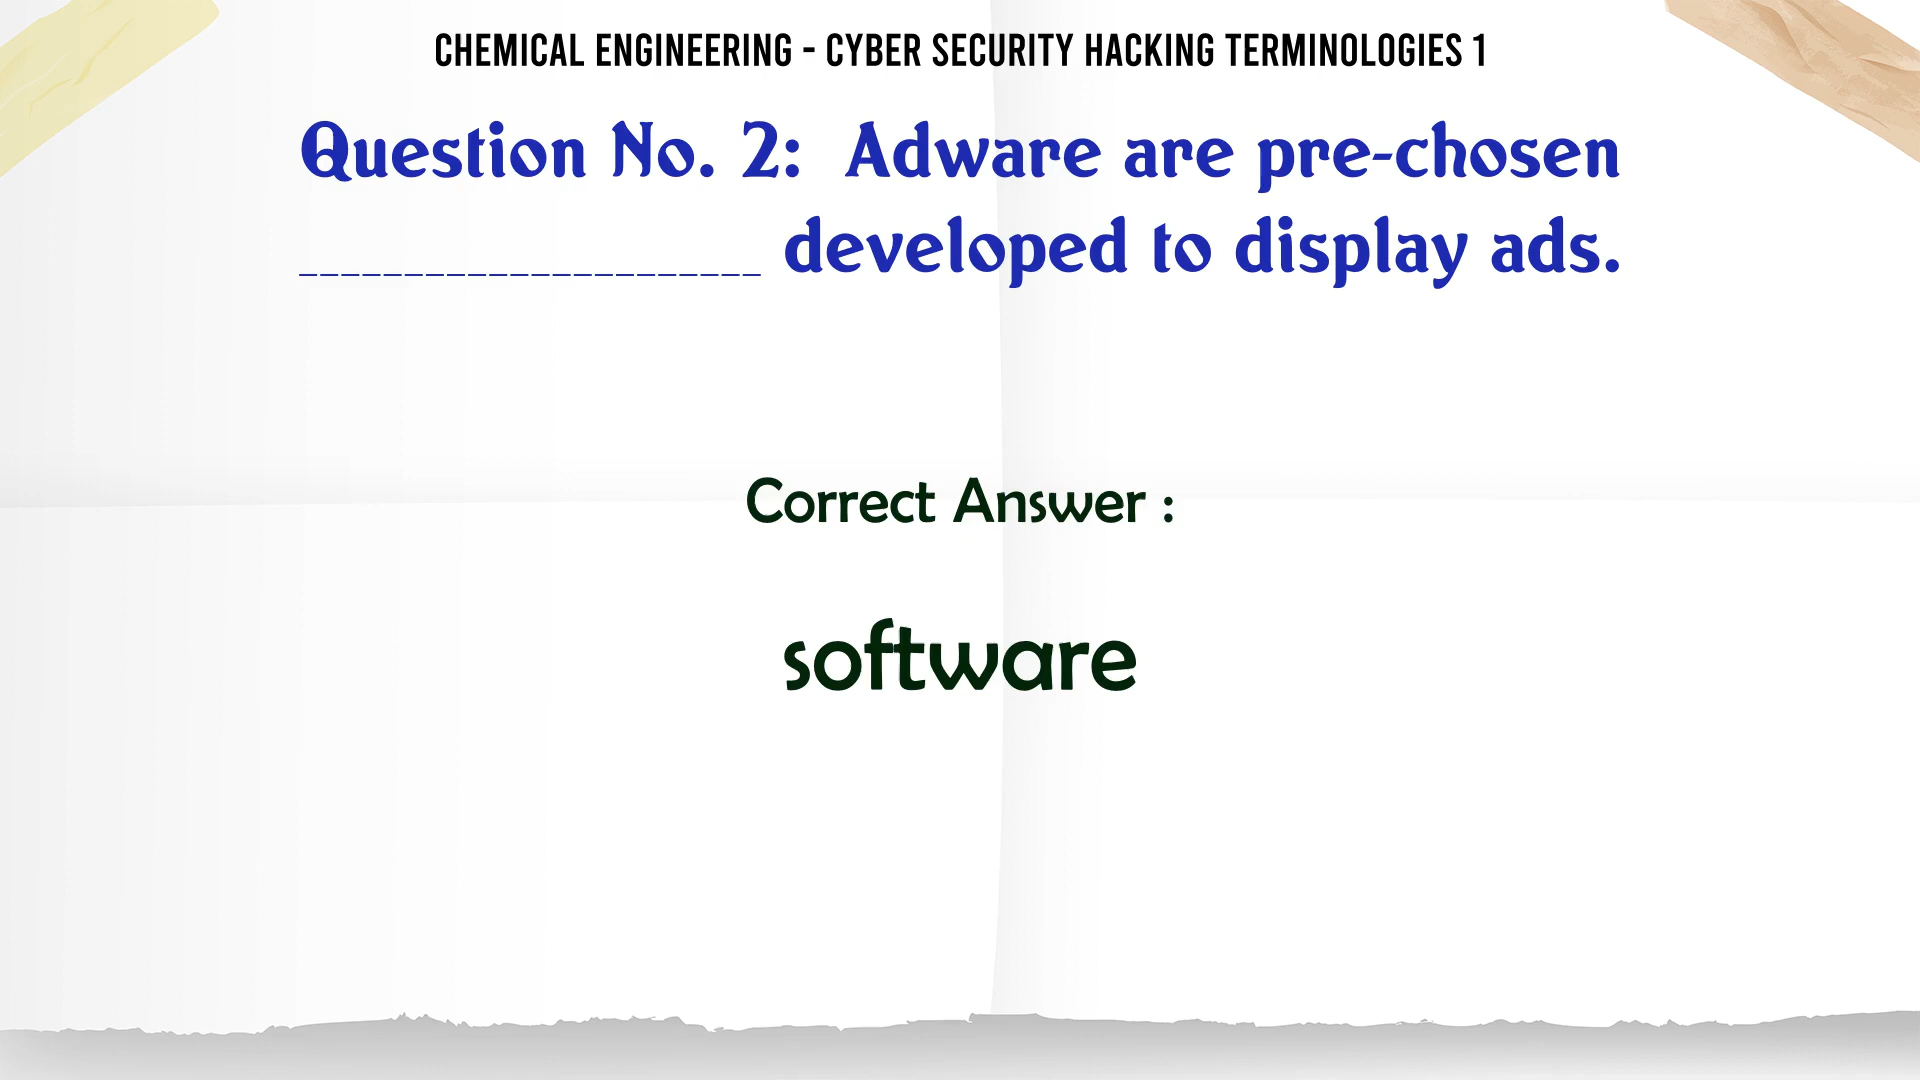 CHEMICAL ENGINEERING - CYBER SECURITY HACKING TERMINOLOGIES 1
Question No. 2: Adware are pre-chosen
______________________ developed to display ads.
Correct Answer :
software